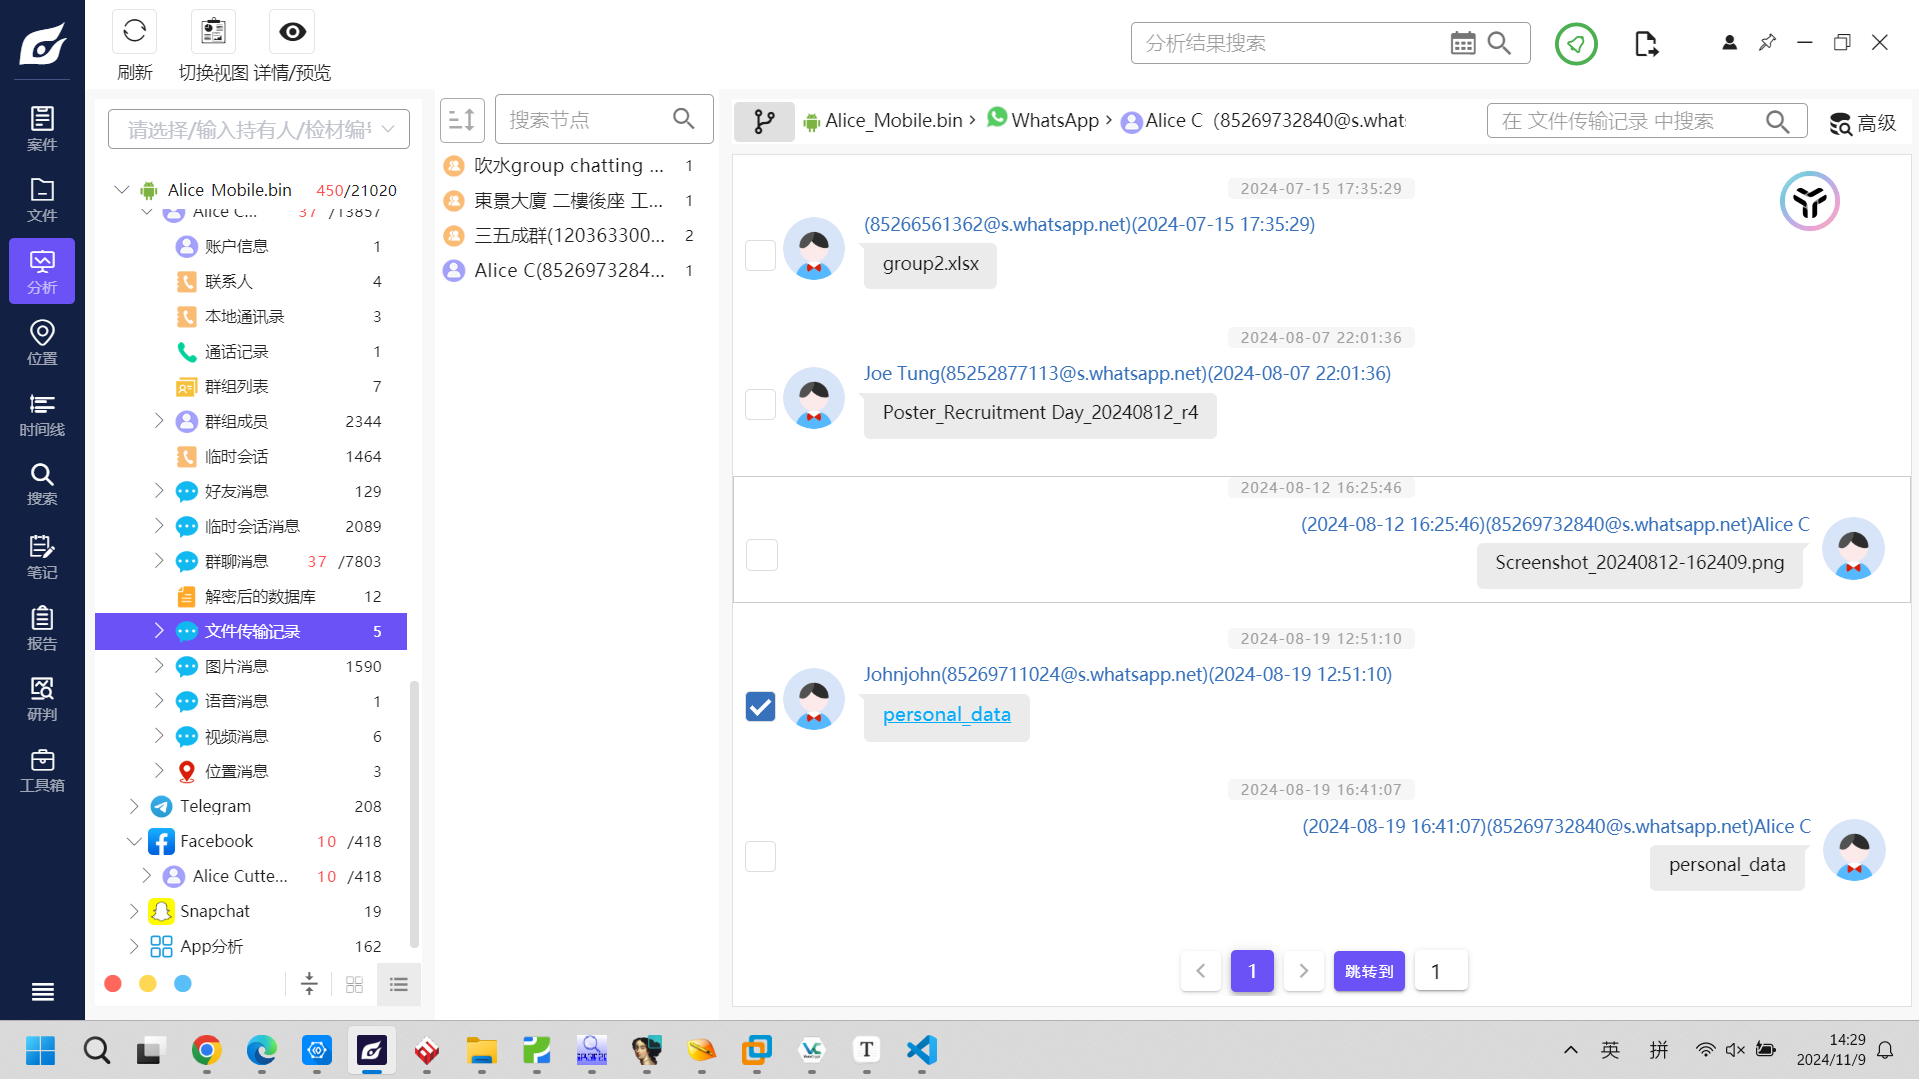 刷新
切换视图
详情/预览
分析结果搜索
案件
文件
分析
位置
时间线
搜索
笔记
报告
研判
工具箱
请选择/输入持有人/检材编号
Alice_Mobile.bin 450/21020
Alice C... 37 /13857
账户信息 1
联系人 4
本地通讯录 3
通话记录 1
群组列表 7
群组成员 2344
临时会话 1464
好友消息 129
临时会话消息 2089
群聊消息 37 /7803
解密后的数据库 12
文件传输记录 5
图片消息 1590
语音消息 1
视频消息 6
位置消息 3
Telegram 208
Facebook 10 /418
Alice Cutte... 10 /418
Snapchat 19
App分析 162
搜索节点
吹水group chatting ... 1
東景大廈 二樓後座 工... 1
三五成群(120363300... 2
Alice C(8526973284... 1
Alice_Mobile.bin › WhatsApp › Alice C（85269732840@s.what
在 文件传输记录 中搜索
高级
2024-07-15 17:35:29
(85266561362@s.whatsapp.net)(2024-07-15 17:35:29)
group2.xlsx
2024-08-07 22:01:36
Joe Tung(85252877113@s.whatsapp.net)(2024-08-07 22:01:36)
Poster_Recruitment Day_20240812_r4
2024-08-12 16:25:46
(2024-08-12 16:25:46)(85269732840@s.whatsapp.net)Alice C
Screenshot_20240812-162409.png
2024-08-19 12:51:10
Johnjohn(85269711024@s.whatsapp.net)(2024-08-19 12:51:10)
personal_data
2024-08-19 16:41:07
(2024-08-19 16:41:07)(85269732840@s.whatsapp.net)Alice C
personal_data
1
跳转到
1
T
英
拼
14:29
2024/11/9